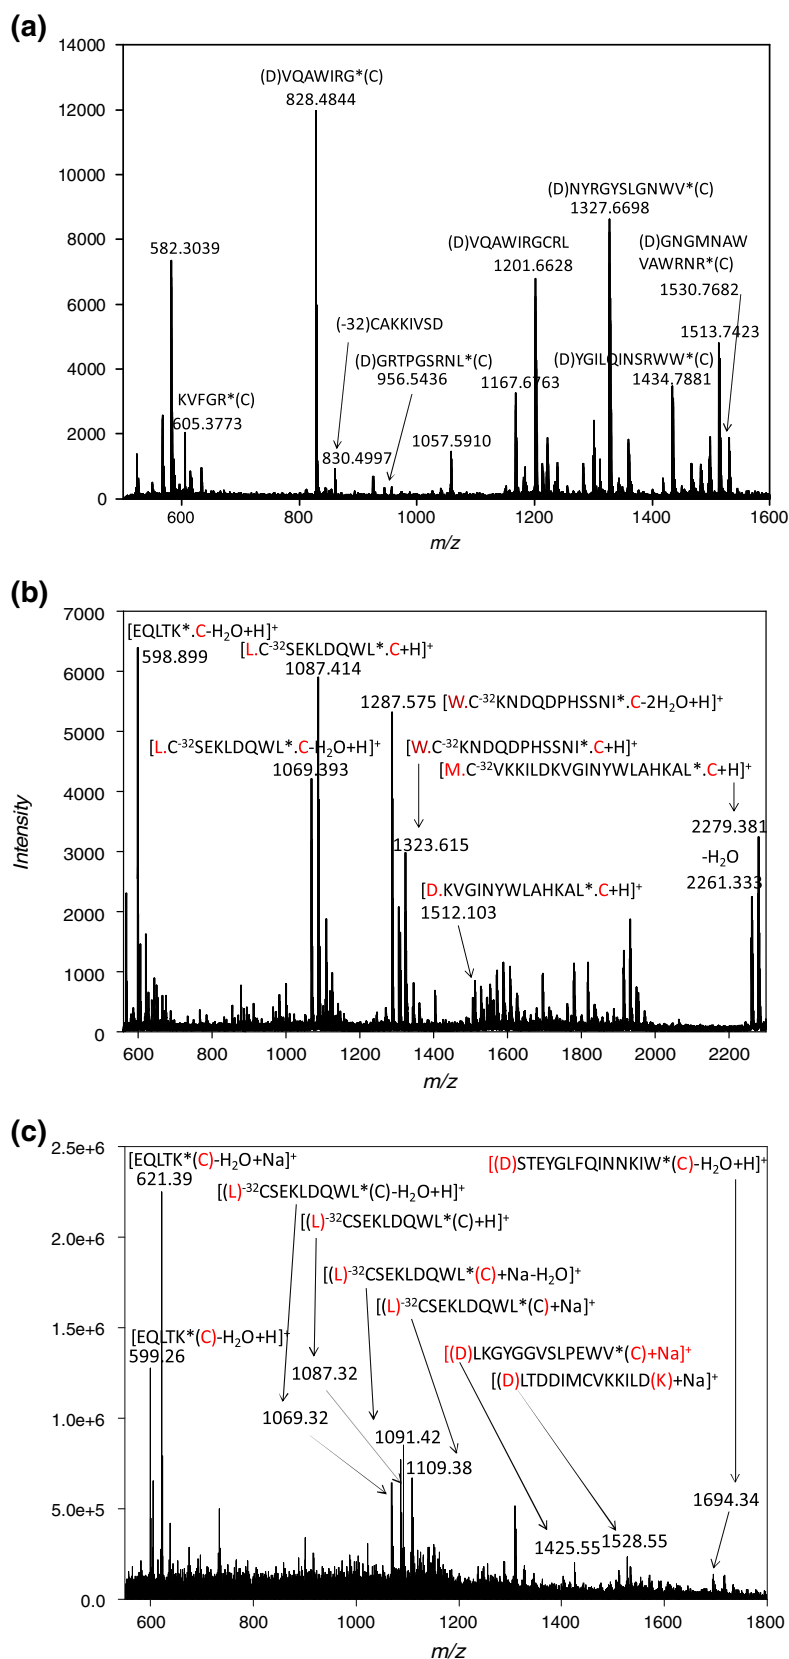 (a)
14000
12000
10000
8000
6000
4000
2000
0
(D)VQAWIRG*(C)
828.4844
(D)NYRGYSLGNWV*(C)
1327.6698
582.3039
(D)VQAWIRGCRL
1201.6628
(D)GNGMNAW
VAWRNR*(C)
1530.7682
(-32)CAKKIVSD
1513.7423
(D)GRTPGSRNL*(C)
956.5436
(D)YGILQINSRWW*(C)
1434.7881
1167.6763
KVFGR*(C)
605.3773
830.4997
1057.5910
600
800
1000
1200
1400
1600
m/z
(b)
7000
6000
5000
4000
3000
2000
1000
0
Intensity
[EQLTK*.C-H₂O+H]⁺
598.899
[L.C⁻³²SEKLDQWL*.C+H]⁺
1087.414
1287.575 [W.C⁻³²KNDQDPHSSNI*.C-2H₂O+H]⁺
[L.C⁻³²SEKLDQWL*.C-H₂O+H]⁺
1069.393
[W.C⁻³²KNDQDPHSSNI*.C+H]⁺
[M.C⁻³²VKKILDKVGINYWLAHKAL*.C+H]⁺
1323.615
2279.381
-H₂O
2261.333
[D.KVGINYWLAHKAL*.C+H]⁺
1512.103
600
800
1000
1200
1400
1600
1800
2000
2200
m/z
(c)
2.5e+6
2.0e+6
1.5e+6
1.0e+6
5.0e+5
0.0
[EQLTK*(C)-H₂O+Na]⁺
621.39
[(D)STEYGLFQINNKIW*(C)-H₂O+H]⁺
[(L)⁻³²CSEKLDQWL*(C)-H₂O+H]⁺
[(L)⁻³²CSEKLDQWL*(C)+H]⁺
[(L)⁻³²CSEKLDQWL*(C)+Na-H₂O]⁺
[(L)⁻³²CSEKLDQWL*(C)+Na]⁺
[EQLTK*(C)-H₂O+H]⁺
599.26
[(D)LKGYGGVSLPEWV*(C)+Na]⁺
[(D)LTDDIMCVKKILD(K)+Na]⁺
1087.32
1069.32
1091.42
1109.38
1425.55
1528.55
1694.34
600
800
1000
1200
1400
1600
1800
m/z